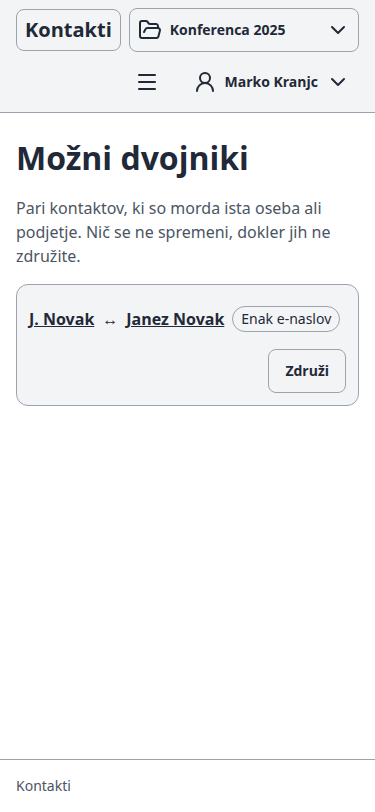 Kontakti
Konferenca 2025
Marko Kranjc
Možni dvojniki
Pari kontaktov, ki so morda ista oseba ali
podjetje. Nič se ne spremeni, dokler jih ne
združite.
J. Novak ↔ Janez Novak Enak e-naslov
Združi
Kontakti